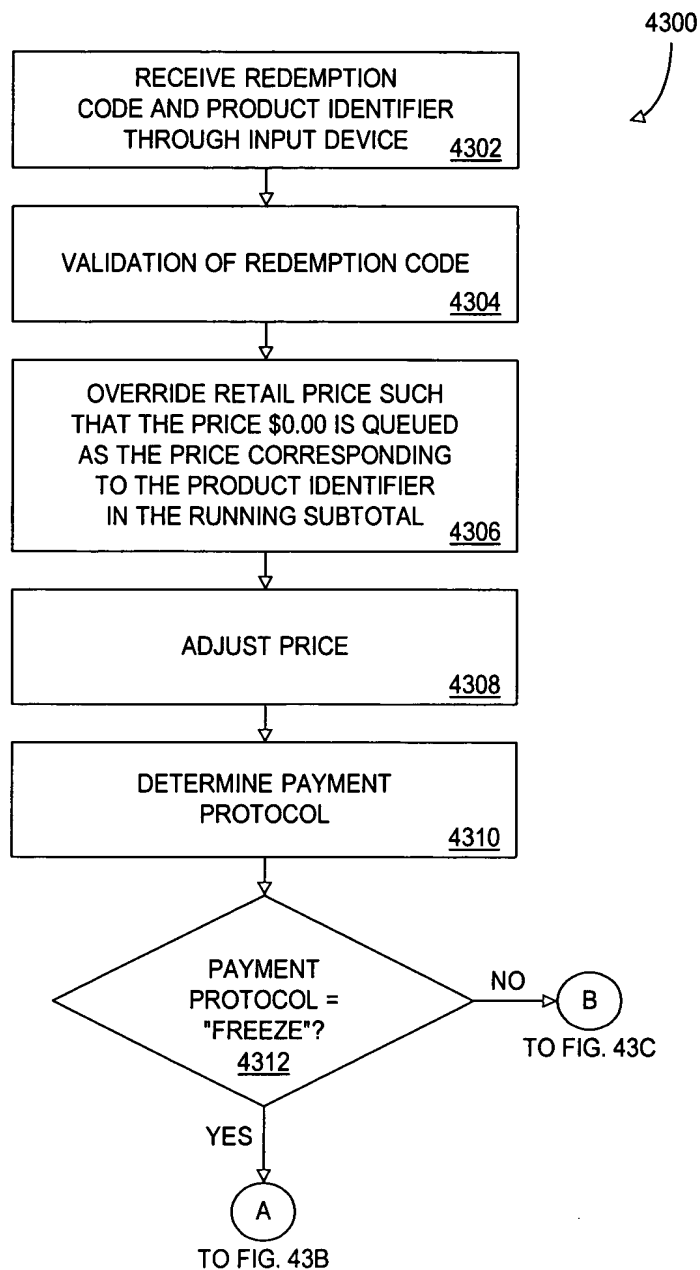 4300
RECEIVE REDEMPTION
CODE AND PRODUCT IDENTIFIER
THROUGH INPUT DEVICE
4302
VALIDATION OF REDEMPTION CODE
4304
OVERRIDE RETAIL PRICE SUCH
THAT THE PRICE $0.00 IS QUEUED
AS THE PRICE CORRESPONDING
TO THE PRODUCT IDENTIFIER
IN THE RUNNING SUBTOTAL
4306
ADJUST PRICE
4308
DETERMINE PAYMENT
PROTOCOL
4310
PAYMENT
PROTOCOL =
"FREEZE"?
4312
NO
B
TO FIG. 43C
YES
A
TO FIG. 43B